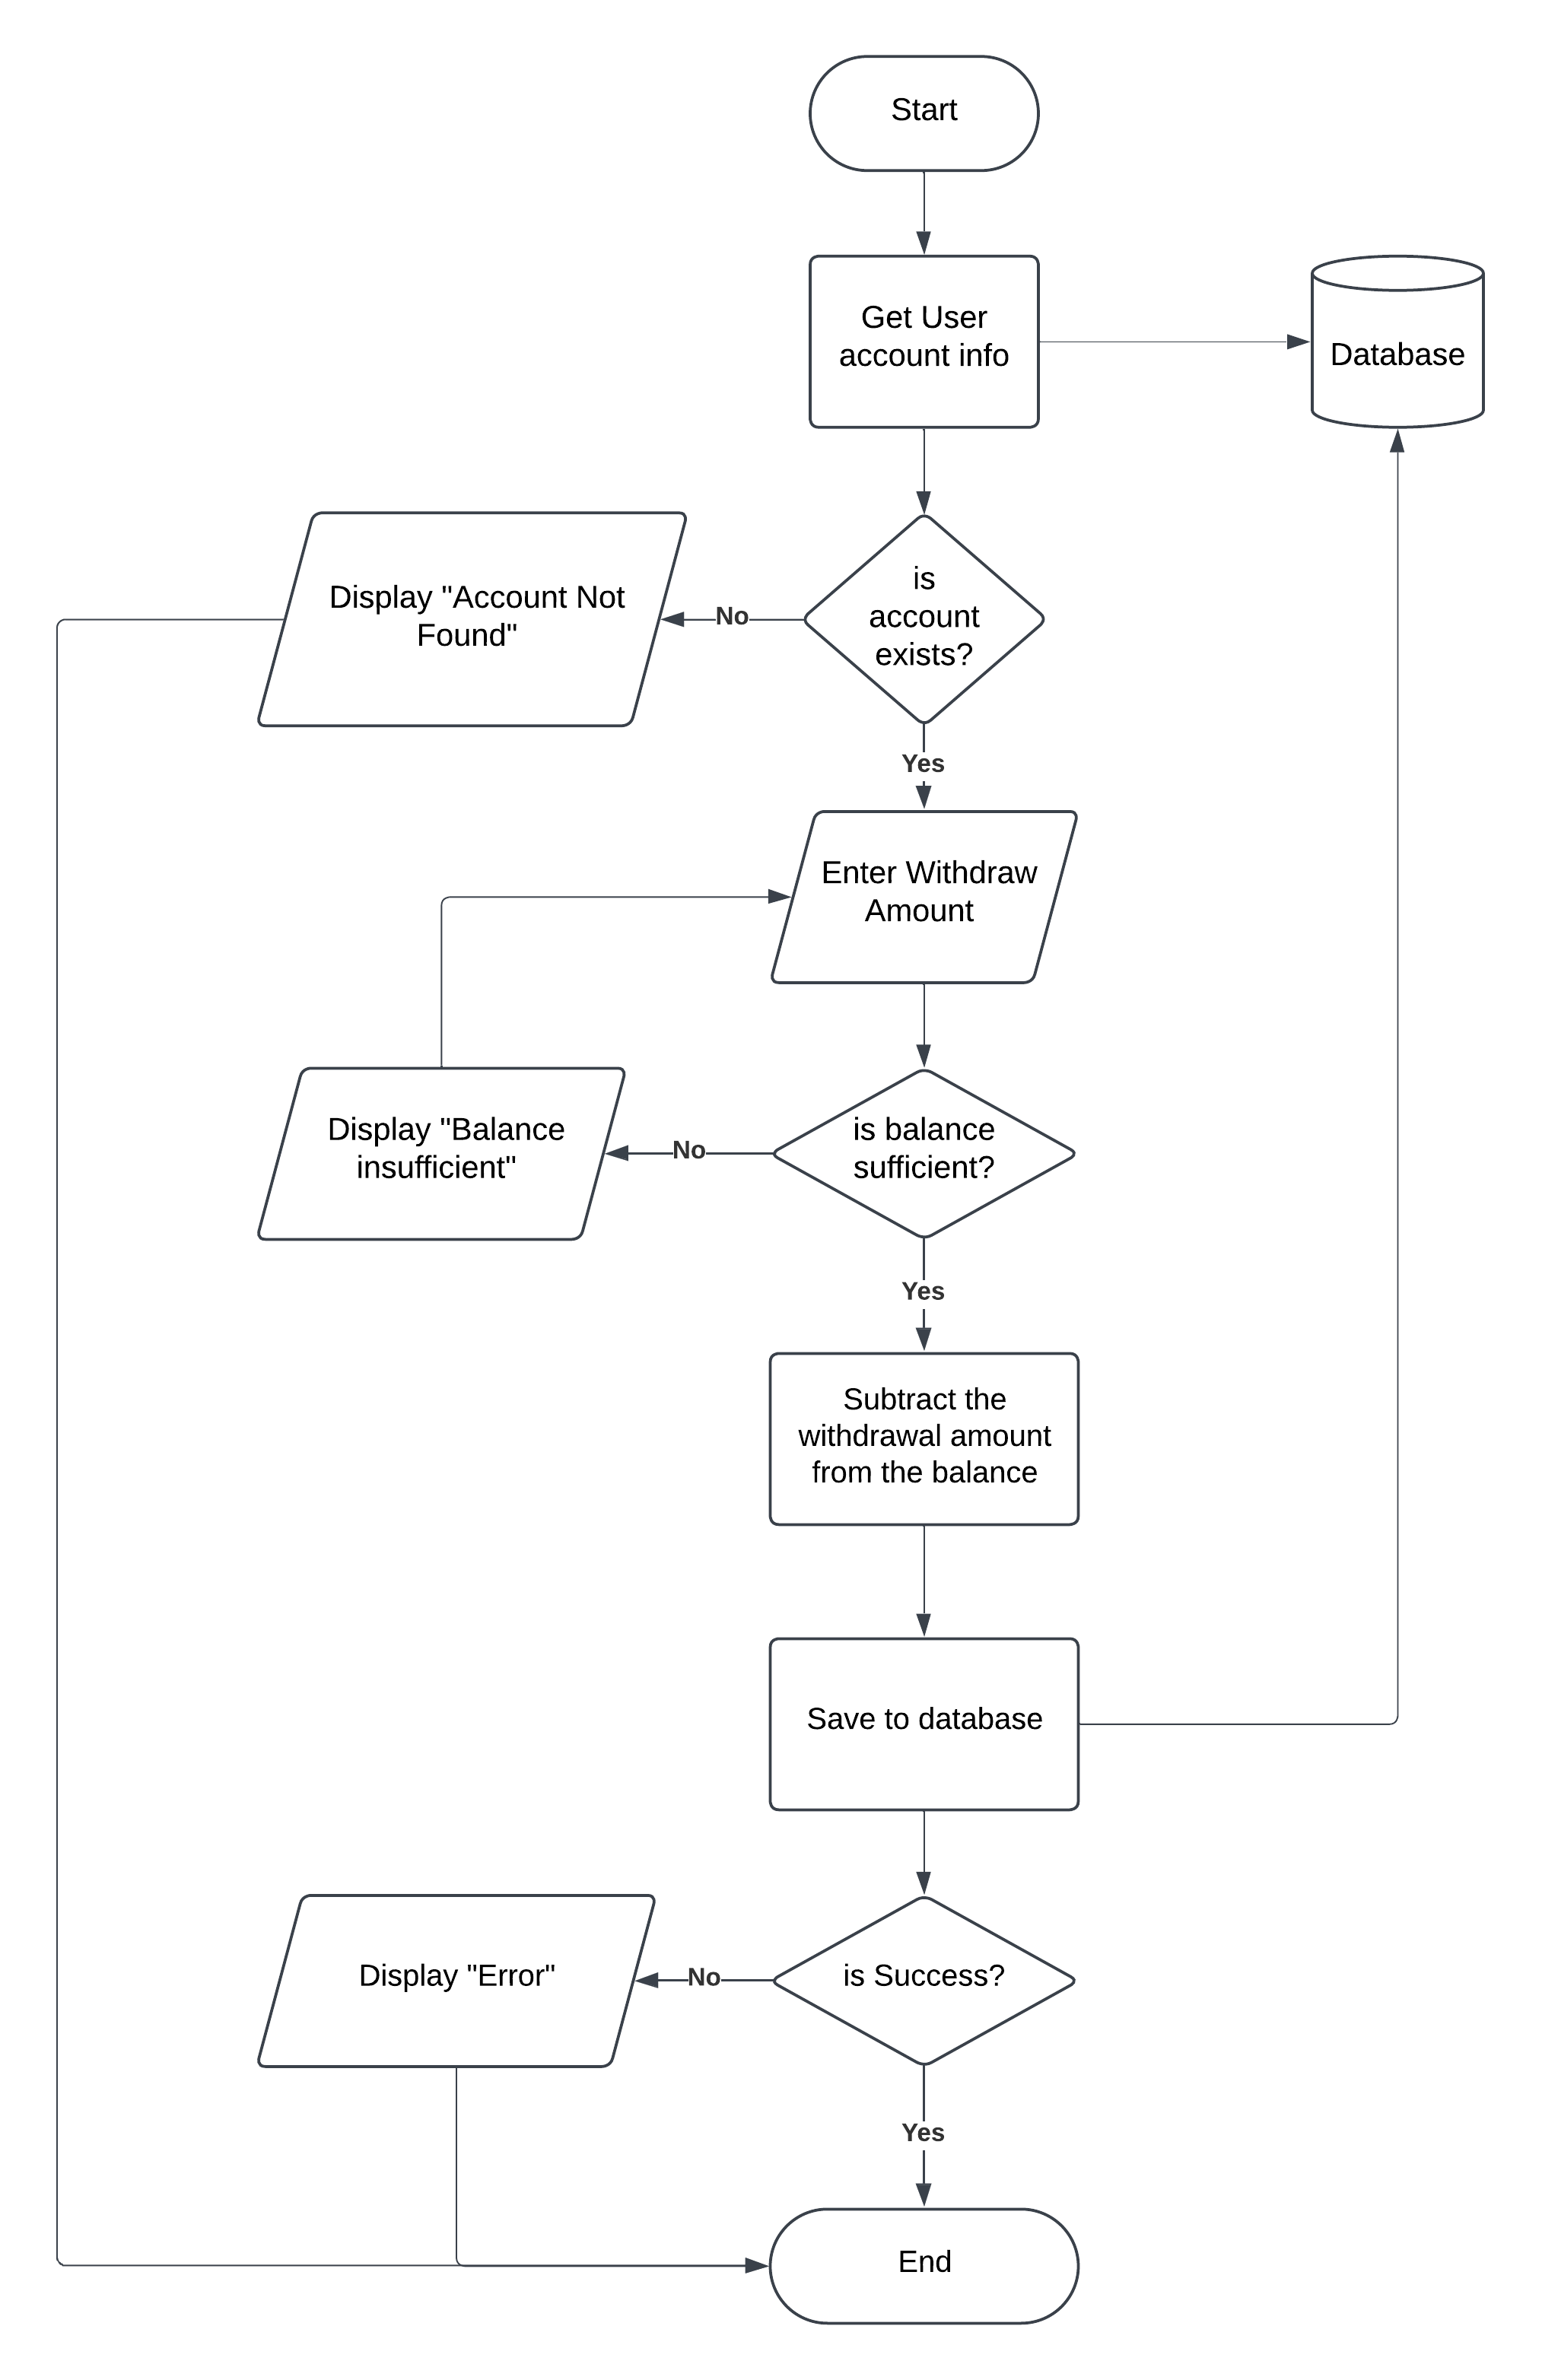 Start
Get User
account info
Database
is
account
exists?
No
Display "Account Not
Found"
Yes
Enter Withdraw
Amount
is balance
sufficient?
No
Display "Balance
insufficient"
Yes
Subtract the
withdrawal amount
from the balance
Save to database
is Success?
No
Display "Error"
Yes
End